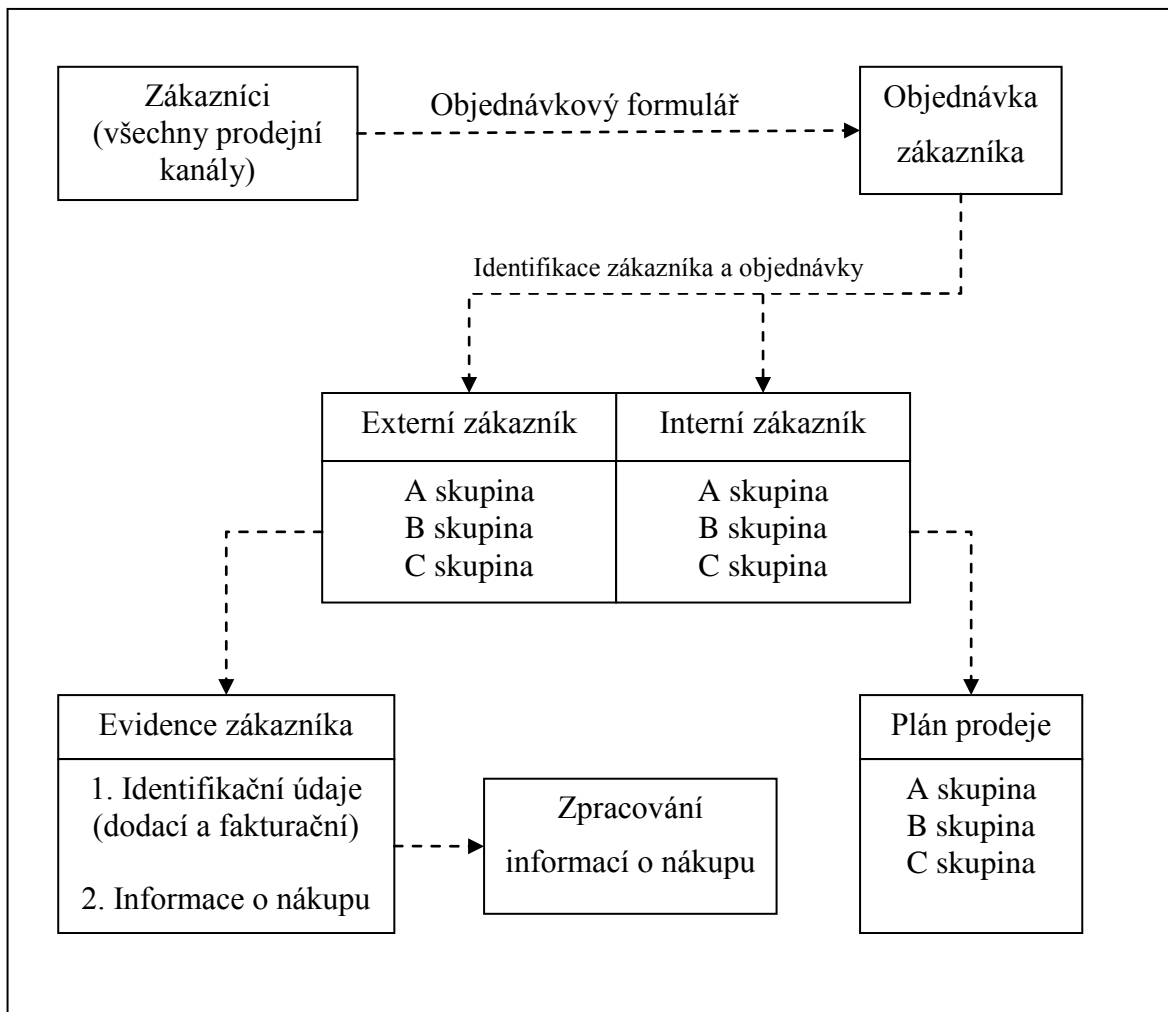 Zákazníci
(všechny prodejní
kanály)
Objednávkový formulář
Objednávka
zákazníka
Identifikace zákazníka a objednávky
Externí zákazník
Interní zákazník
A skupina
B skupina
C skupina
A skupina
B skupina
C skupina
Evidence zákazníka
1. Identifikační údaje
(dodací a fakturační)
2. Informace o nákupu
Zpracování
informací o nákupu
Plán prodeje
A skupina
B skupina
C skupina